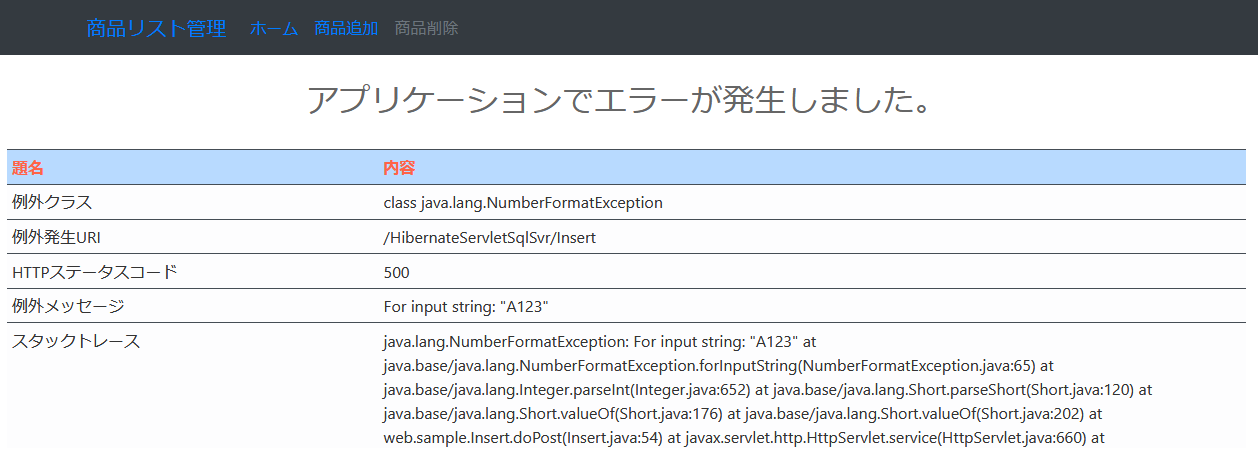 商品リスト管理 ホーム 商品追加 商品削除
アプリケーションでエラーが発生しました。
題名 内容
例外クラス class java.lang.NumberFormatException
例外発生URI /HibernateServletSqlSvr/Insert
HTTPステータスコード 500
例外メッセージ For input string: "A123"
スタックトレース java.lang.NumberFormatException: For input string: "A123" at
java.base/java.lang.NumberFormatException.forInputString(NumberFormatException.java:65) at
java.base/java.lang.Integer.parseInt(Integer.java:652) at java.base/java.lang.Short.parseShort(Short.java:120) at
java.base/java.lang.Short.valueOf(Short.java:176) at java.base/java.lang.Short.valueOf(Short.java:202) at
web.sample.Insert.doPost(Insert.java:54) at javax.servlet.http.HttpServlet.service(HttpServlet.java:660) at